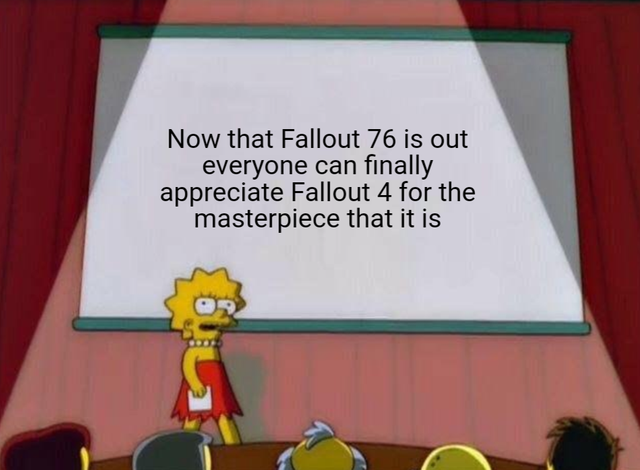 Now that Fallout 76 is out
everyone can finally
appreciate Fallout 4 for the
masterpiece that it is